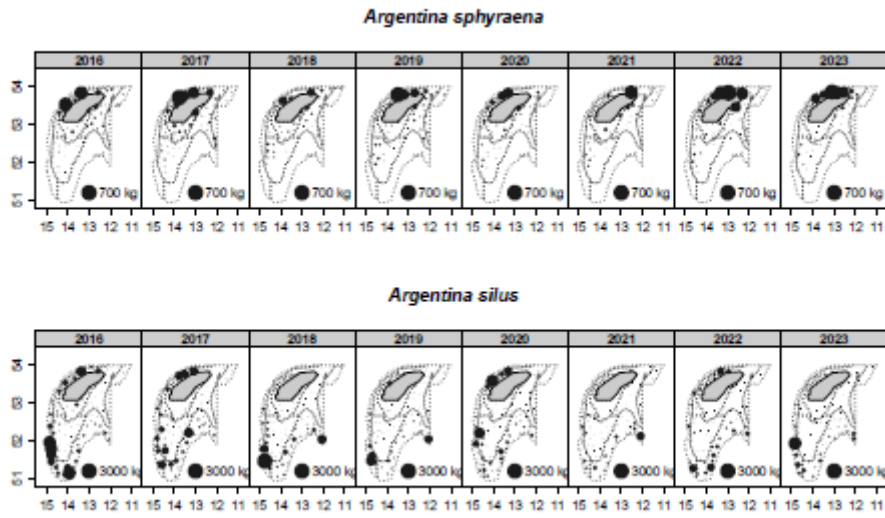 Argentina sphyraena
2016 2017 2018 2019 2020 2021 2022 2023
54
53
52
51
700 kg 700 kg 700 kg 700 kg 700 kg 700 kg 700 kg 700 kg
15 14 13 12 11 15 14 13 12 11 15 14 13 12 11 15 14 13 12 11 15 14 13 12 11 15 14 13 12 11 15 14 13 12 11 15 14 13 12 11
Argentina silus
2016 2017 2018 2019 2020 2021 2022 2023
54
53
52
51
3000 kg 3000 kg 3000 kg 3000 kg 3000 kg 3000 kg 3000 kg 3000 kg
15 14 13 12 11 15 14 13 12 11 15 14 13 12 11 15 14 13 12 11 15 14 13 12 11 15 14 13 12 11 15 14 13 12 11 15 14 13 12 11